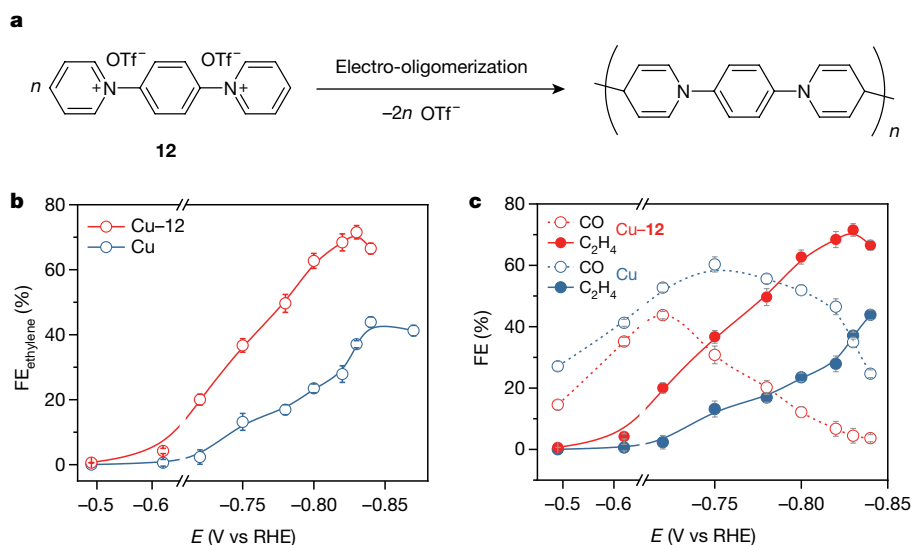 a
OTf⁻ OTf⁻
n N + N +
12
Electro-oligomerization
−2n OTf⁻
N N n
b
80
60
40
20
0
FEethylene (%)
Cu–12
Cu
−0.5 −0.6 −0.75 −0.80 −0.85
E (V vs RHE)
c
80
60
40
20
0
FE (%)
CO
C₂H₄
Cu–12
CO
C₂H₄
Cu
−0.5 −0.6 −0.75 −0.80 −0.85
E (V vs RHE)